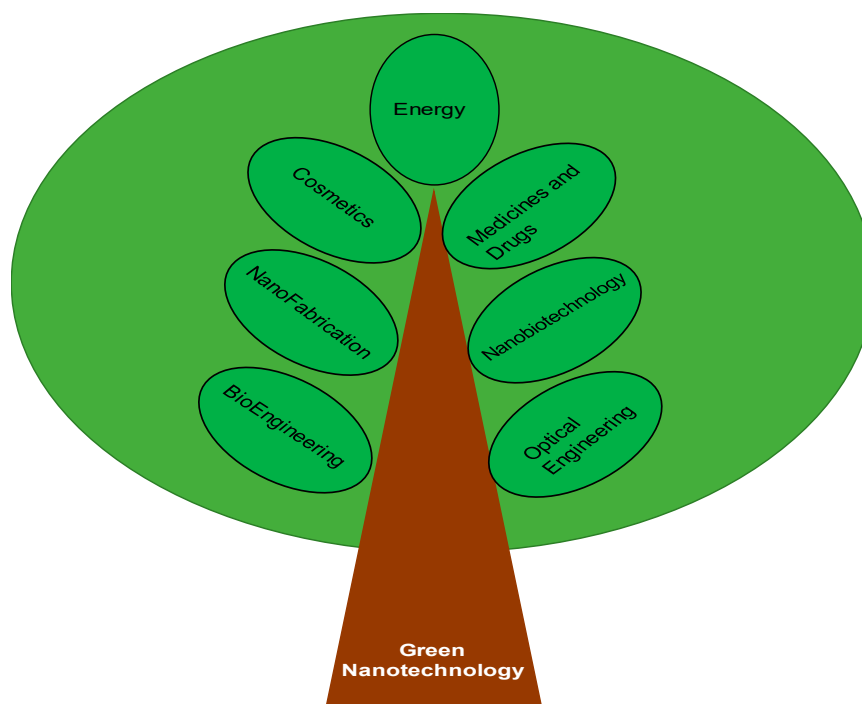 Energy
Cosmetics
Medicines and
Drugs
NanoFabrication
Nanobiotechnology
BioEngineering
Optical
Engineering
Green
Nanotechnology